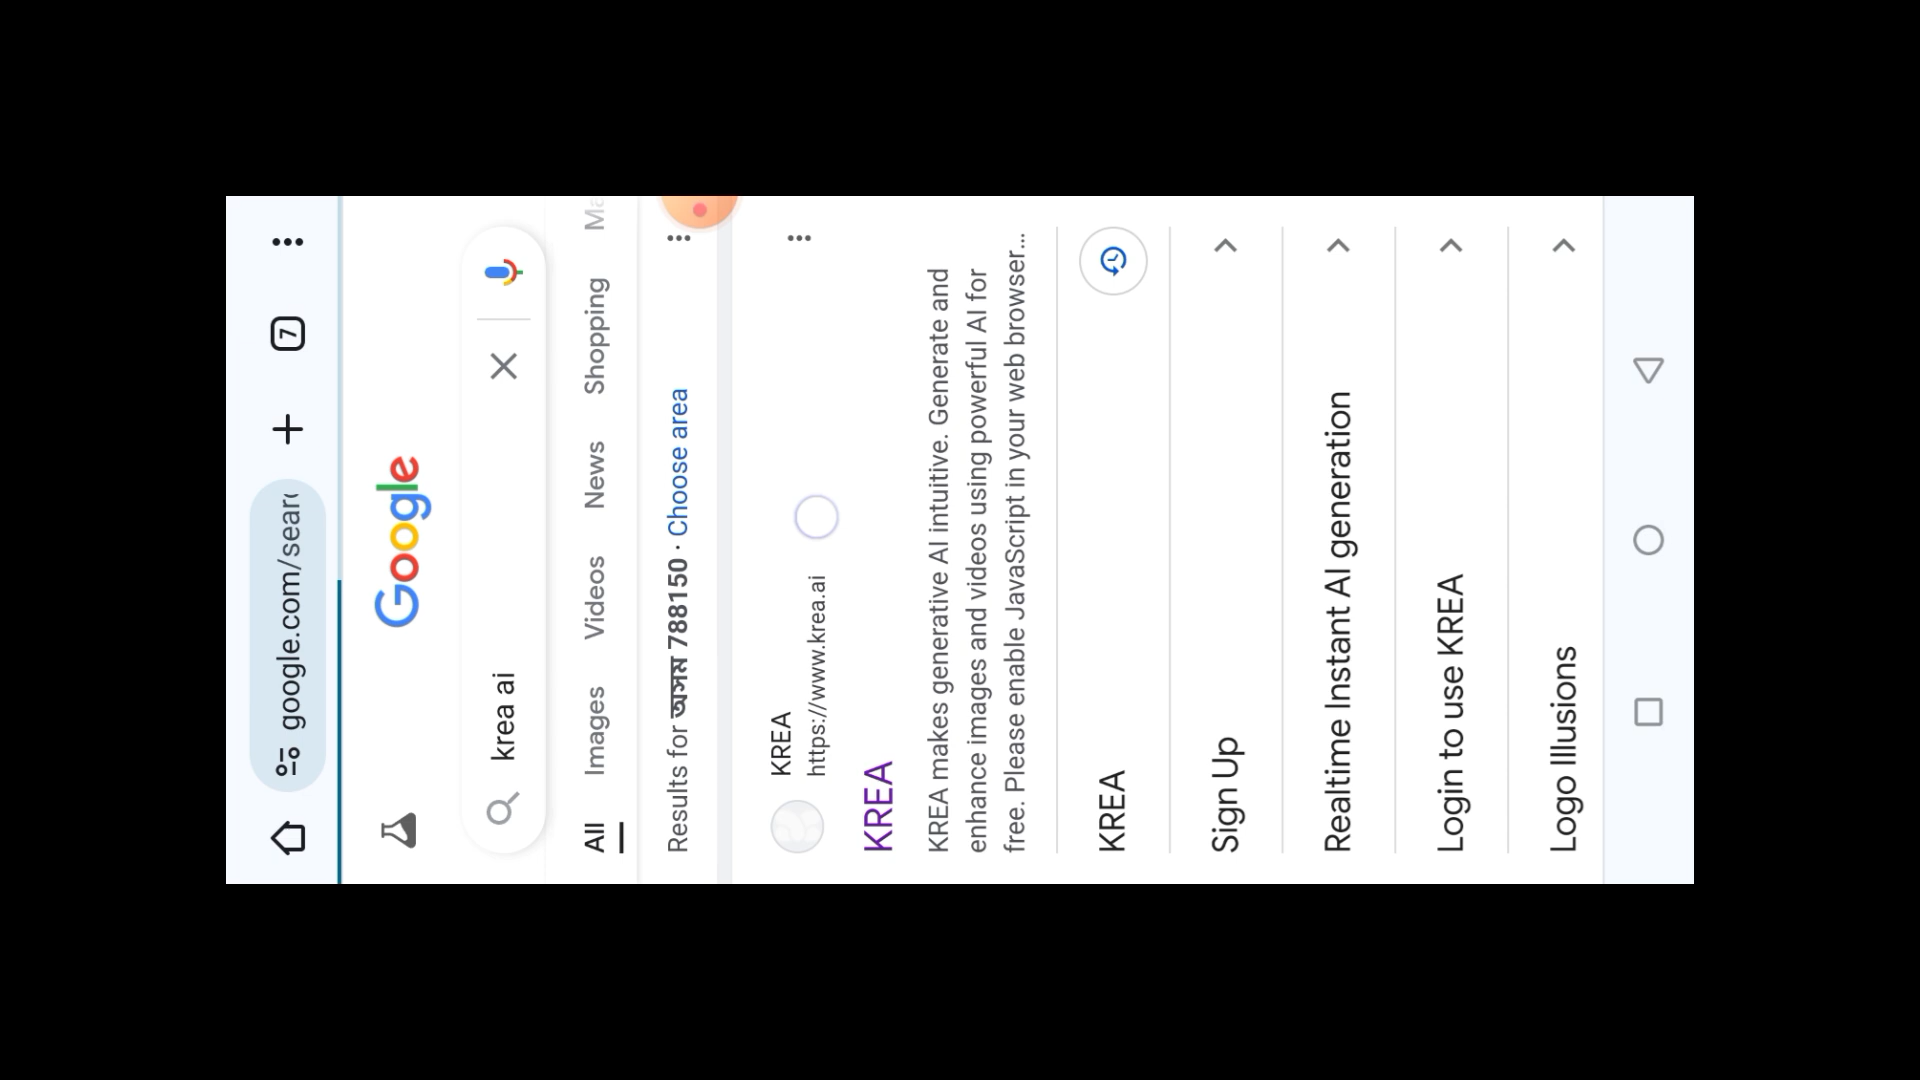 google.com/searc
7
Google
krea ai
All Images Videos News Shopping Ma
Results for অসম 788150 · Choose area
KREA
https://www.krea.ai
KREA
KREA makes generative AI intuitive. Generate and
enhance images and videos using powerful AI for
free. Please enable JavaScript in your web browser...
KREA
Sign Up
Realtime Instant AI generation
Login to use KREA
Logo Illusions